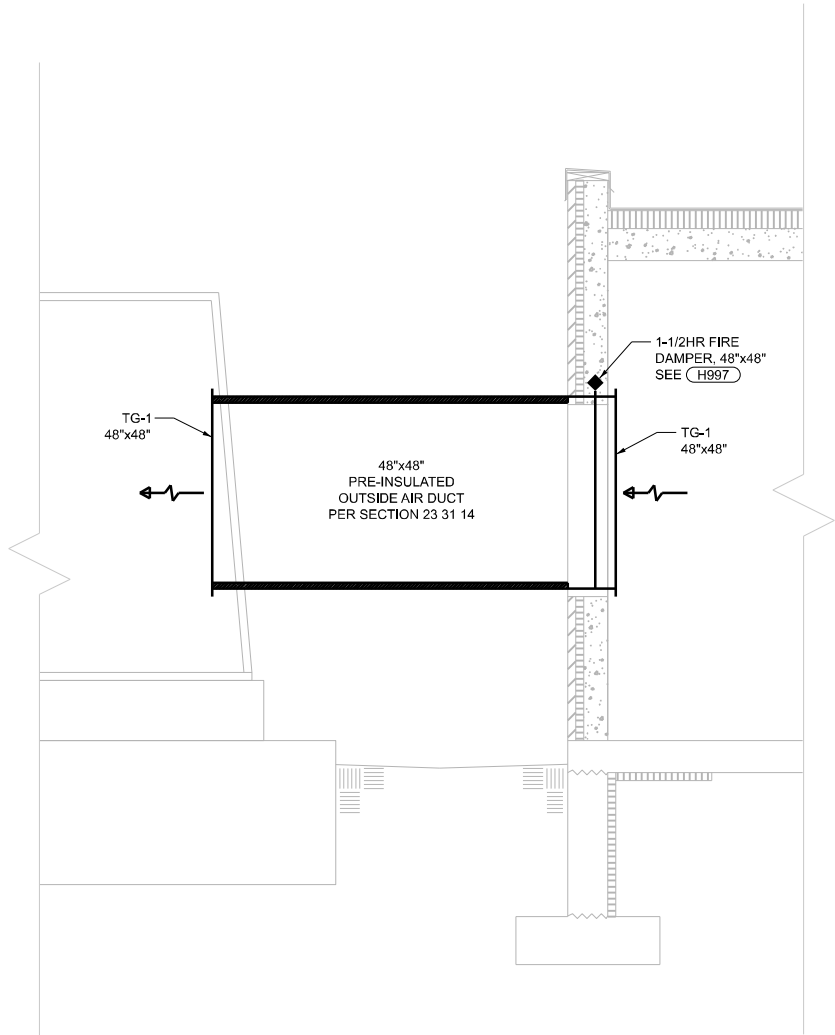 1-1/2HR FIRE
DAMPER, 48"x48"
SEE H997
TG-1
48"x48"
48"x48"
PRE-INSULATED
OUTSIDE AIR DUCT
PER SECTION 23 31 14
TG-1
48"x48"